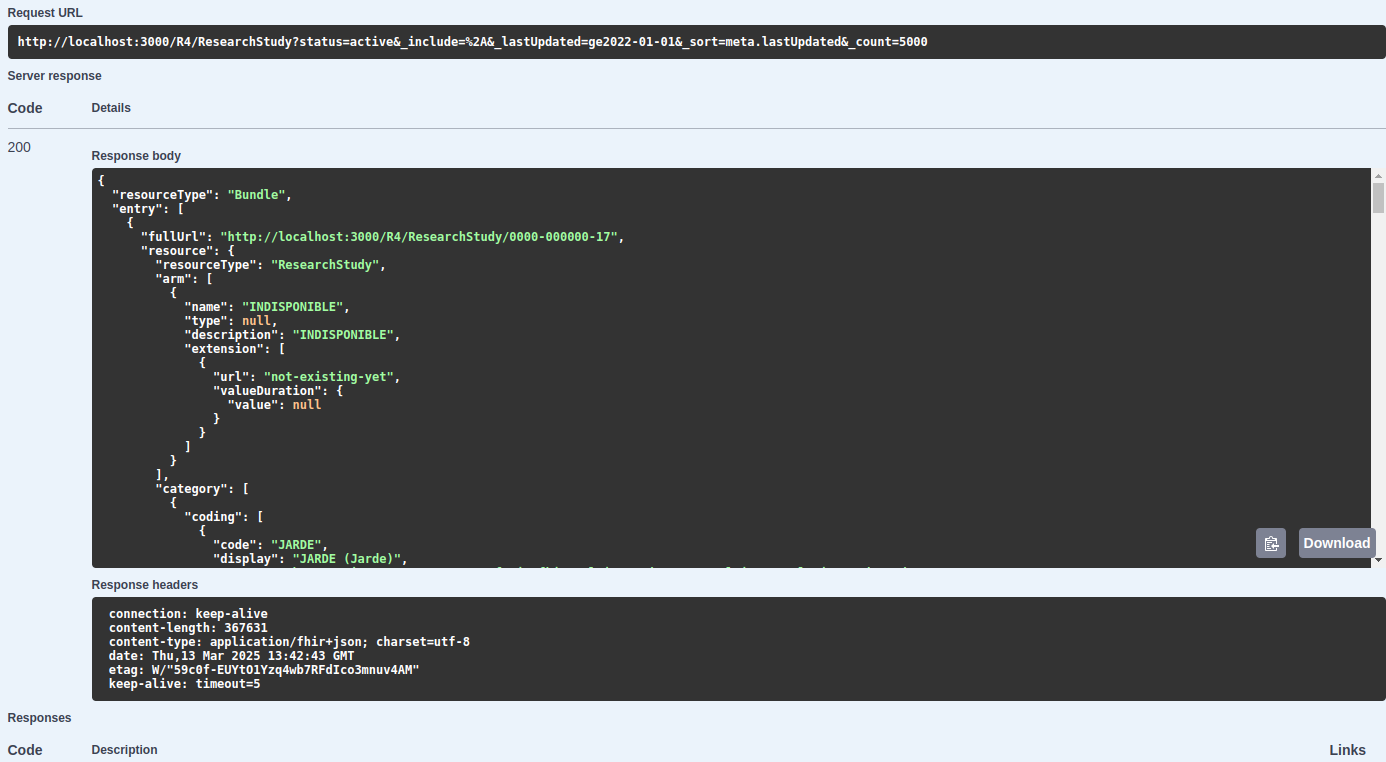 Request URL
http://localhost:3000/R4/ResearchStudy?status=active&_include=%2A&_lastUpdated=ge2022-01-01&_sort=meta.lastUpdated&_count=5000
Server response
Code Details
200
Response body
{
  "resourceType": "Bundle",
  "entry": [
    {
      "fullUrl": "http://localhost:3000/R4/ResearchStudy/0000-000000-17",
      "resource": {
        "resourceType": "ResearchStudy",
        "arm": [
          {
            "name": "INDISPONIBLE",
            "type": null,
            "description": "INDISPONIBLE",
            "extension": [
              {
                "url": "not-existing-yet",
                "valueDuration": {
                  "value": null
                }
              }
            ]
          }
        ],
        "category": [
          {
            "coding": [
              {
                "code": "JARDE",
                "display": "JARDE (Jarde)",
Download
Response headers
connection: keep-alive
content-length: 367631
content-type: application/fhir+json; charset=utf-8
date: Thu,13 Mar 2025 13:42:43 GMT
etag: W/"59c0f-EUYtO1Yzq4wb7RFdIco3mnuv4AM"
keep-alive: timeout=5
Responses
Code Description Links